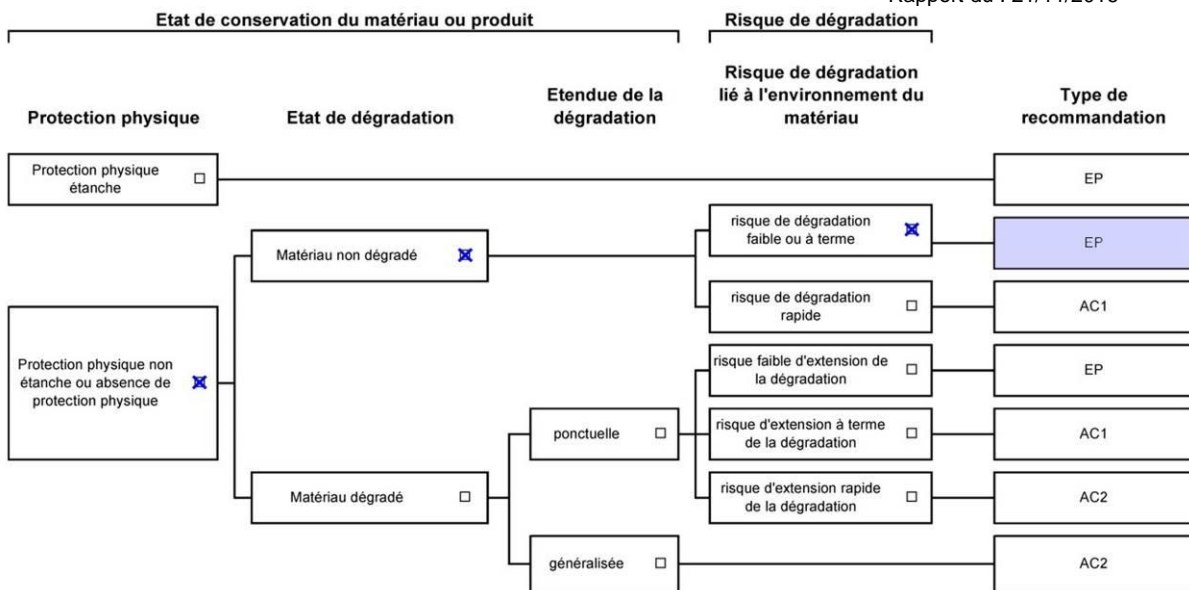 Etat de conservation du matériau ou produit
Risque de dégradation
Protection physique
Etat de dégradation
Etendue de la
dégradation
Risque de dégradation
lié à l'environnement du
matériau
Type de
recommandation
Protection physique
étanche
EP
risque de dégradation
faible ou à terme
EP
Matériau non dégradé
risque de dégradation
rapide
AC1
Protection physique non
étanche ou absence de
protection physique
risque faible d'extension de
la dégradation
EP
ponctuelle
risque d'extension à terme
de la dégradation
AC1
Matériau dégradé
risque d'extension rapide
de la dégradation
AC2
généralisée
AC2